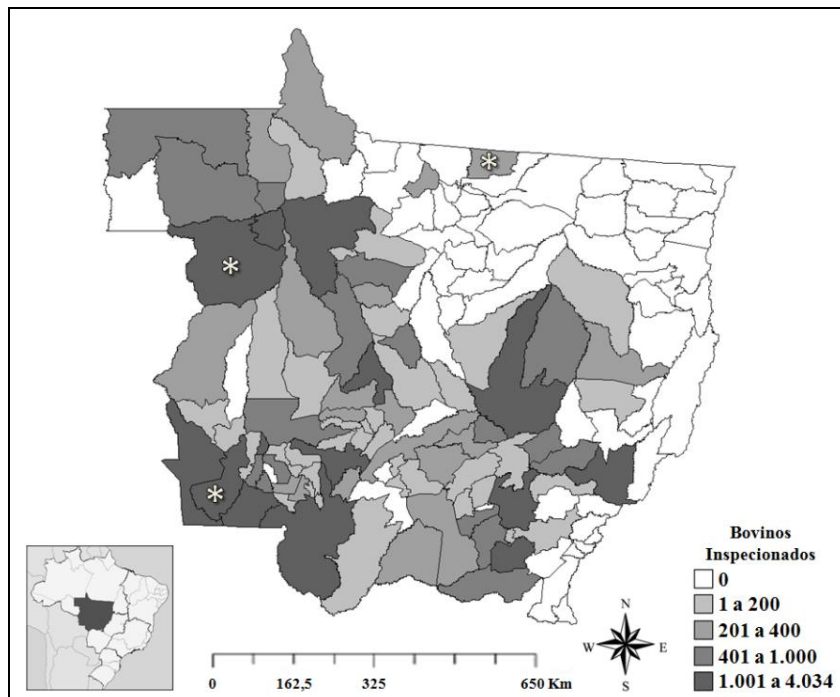 N
W
E
S
0
162,5
325
650 Km
Bovinos
Inspecionados
0
1 a 200
201 a 400
401 a 1.000
1.001 a 4.034